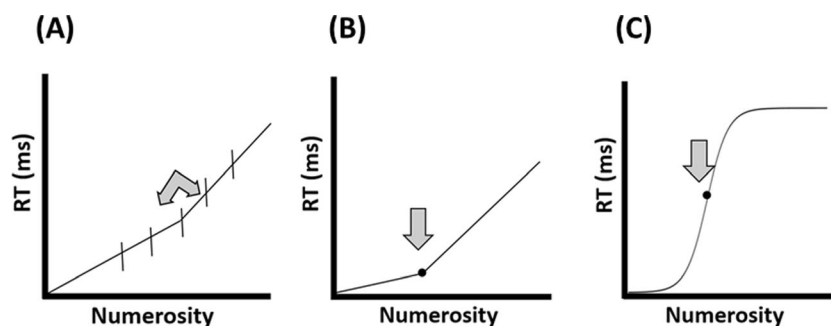 (A)
RT (ms)
Numerosity
(B)
RT (ms)
Numerosity
(C)
RT (ms)
Numerosity